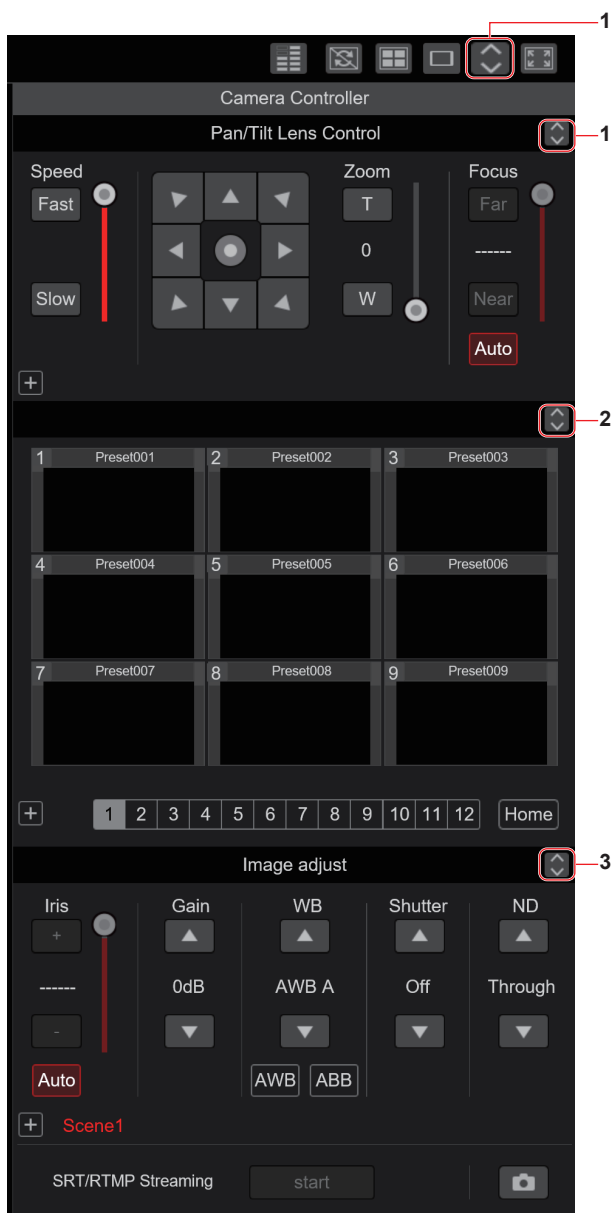 1
Camera Controller
Pan/Tilt Lens Control 1
Speed Zoom Focus
Fast T Far
0 ------
Slow W Near
Auto
+
2
1 Preset001 2 Preset002 3 Preset003
4 Preset004 5 Preset005 6 Preset006
7 Preset007 8 Preset008 9 Preset009
+ 1 2 3 4 5 6 7 8 9 10 11 12 Home
Image adjust 3
Iris Gain WB Shutter ND
+
------ 0dB AWB A Off Through
-
Auto AWB ABB
+ Scene1
SRT/RTMP Streaming start